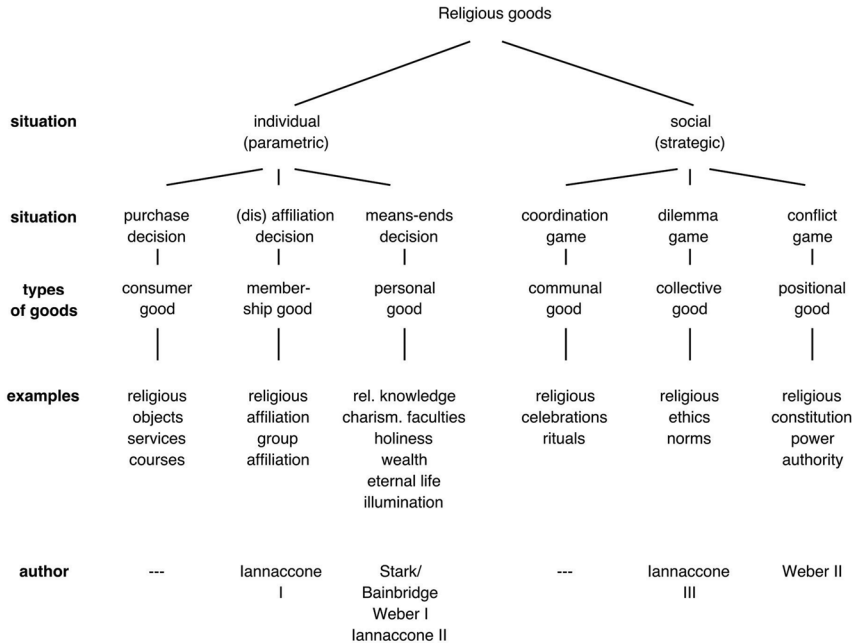 Religious goods
situation individual social
(parametric) (strategic)
situation purchase (dis) affiliation means-ends coordination dilemma conflict
decision decision decision game game game
types consumer member- personal communal collective positional
of goods good ship good good good good good
examples religious religious rel. knowledge religious religious religious
objects affiliation charism. faculties celebrations ethics constitution
services group holiness rituals norms power
courses affiliation wealth authority
eternal life
illumination
author --- Iannaccone Stark/ --- Iannaccone Weber II
I Bainbridge III
Weber I
Iannaccone II